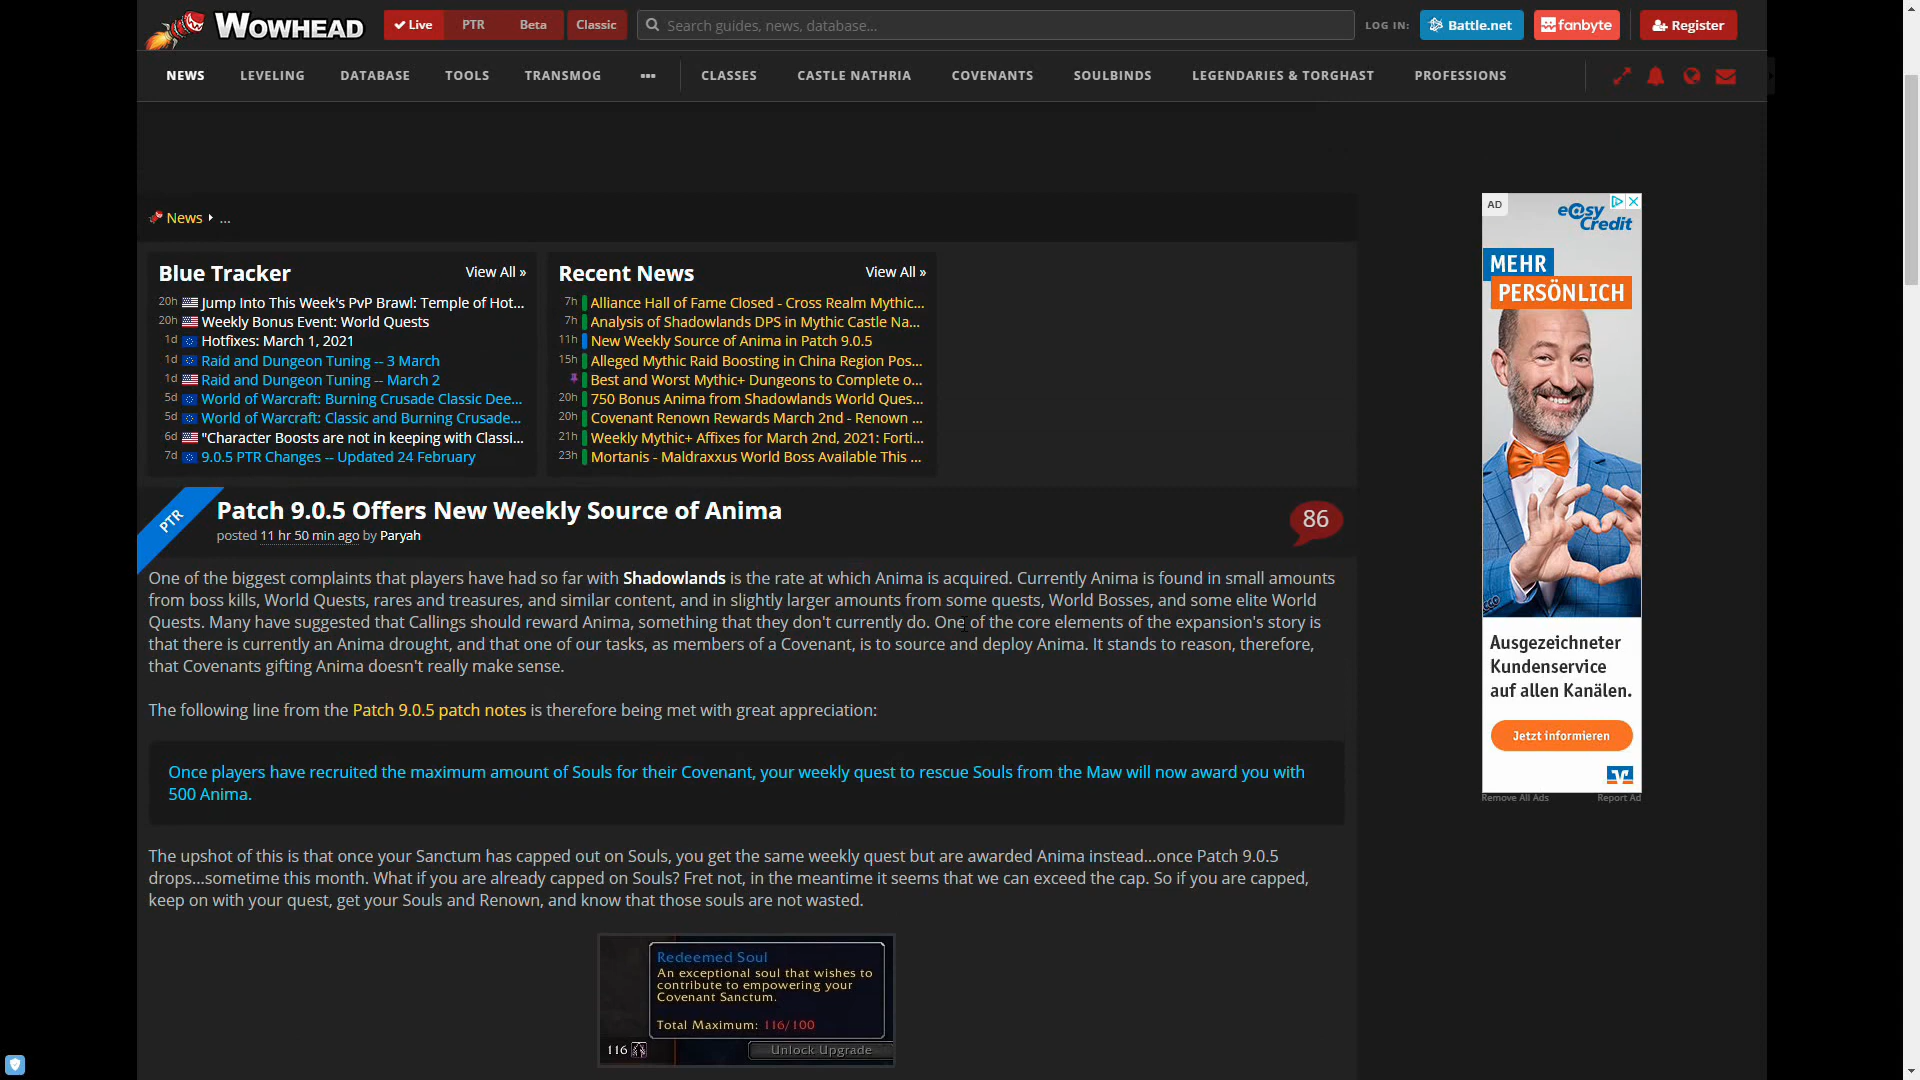 WOWHEAD
Live
PTR
Beta
Classic
Search guides, news, database...
LOG IN:
Battle.net
fanbyte
Register
NEWS
LEVELING
DATABASE
TOOLS
TRANSMOG
•••
CLASSES
CASTLE NATHRIA
COVENANTS
SOULBINDS
LEGENDARIES & TORGHAST
PROFESSIONS
News
...
Blue Tracker
View All »
20h Jump Into This Week's PvP Brawl: Temple of Hot...
20h Weekly Bonus Event: World Quests
1d Hotfixes: March 1, 2021
1d Raid and Dungeon Tuning -- 3 March
1d Raid and Dungeon Tuning -- March 2
5d World of Warcraft: Burning Crusade Classic Dee...
5d World of Warcraft: Classic and Burning Crusade...
6d "Character Boosts are not in keeping with Classi...
7d 9.0.5 PTR Changes -- Updated 24 February
Recent News
View All »
7h Alliance Hall of Fame Closed - Cross Realm Mythic...
7h Analysis of Shadowlands DPS in Mythic Castle Na...
11h New Weekly Source of Anima in Patch 9.0.5
15h Alleged Mythic Raid Boosting in China Region Pos...
Best and Worst Mythic+ Dungeons to Complete o...
20h 750 Bonus Anima from Shadowlands World Ques...
20h Covenant Renown Rewards March 2nd - Renown ...
21h Weekly Mythic+ Affixes for March 2nd, 2021: Forti...
23h Mortanis - Maldraxxus World Boss Available This ...
PTR
Patch 9.0.5 Offers New Weekly Source of Anima
posted 11 hr 50 min ago by Paryah
86
One of the biggest complaints that players have had so far with Shadowlands is the rate at which Anima is acquired. Currently Anima is found in small amounts
from boss kills, World Quests, rares and treasures, and similar content, and in slightly larger amounts from some quests, World Bosses, and some elite World
Quests. Many have suggested that Callings should reward Anima, something that they don't currently do. One of the core elements of the expansion's story is
that there is currently an Anima drought, and that one of our tasks, as members of a Covenant, is to source and deploy Anima. It stands to reason, therefore,
that Covenants gifting Anima doesn't really make sense.
The following line from the Patch 9.0.5 patch notes is therefore being met with great appreciation:
Once players have recruited the maximum amount of Souls for their Covenant, your weekly quest to rescue Souls from the Maw will now award you with
500 Anima.
The upshot of this is that once your Sanctum has capped out on Souls, you get the same weekly quest but are awarded Anima instead...once Patch 9.0.5
drops...sometime this month. What if you are already capped on Souls? Fret not, in the meantime it seems that we can exceed the cap. So if you are capped,
keep on with your quest, get your Souls and Renown, and know that those souls are not wasted.
Redeemed Soul
An exceptional soul that wishes to
contribute to empowering your
Covenant Sanctum.
Total Maximum: 116/100
116
Unlock Upgrade
AD
e@sy
Credit
MEHR
PERSÖNLICH
Ausgezeichneter
Kundenservice
auf allen Kanälen.
Jetzt informieren
Remove All Ads
Report Ad